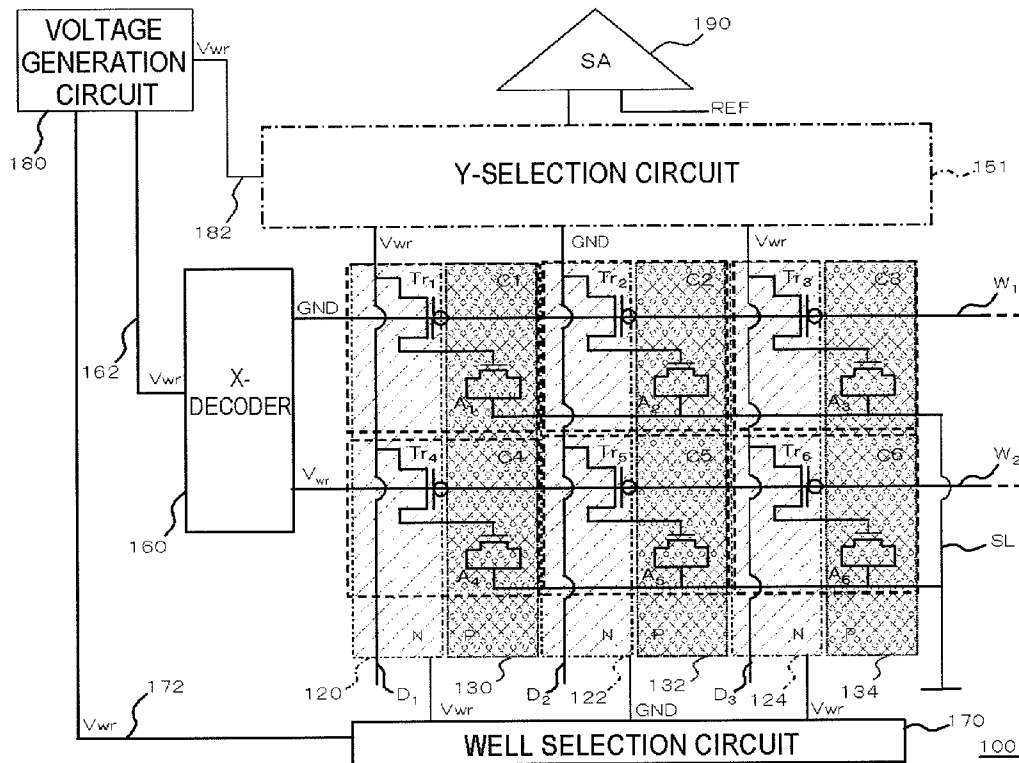 VOLTAGE
GENERATION
CIRCUIT
Vwr
180
182
SA
190
REF
Y-SELECTION CIRCUIT
151
Vwr
GND
Vwr
Tr1
C1
Tr2
C2
Tr3
C3
GND
W1
162
Vwr
X-
DECODER
A1
A2
A3
Tr4
C4
Tr5
C5
Tr6
C6
Vwr
W2
160
SL
A4
A5
A6
N
P
N
P
N
P
120
D1
130
D2
122
132
D3
124
134
172
Vwr
Vwr
GND
Vwr
170
WELL SELECTION CIRCUIT
100